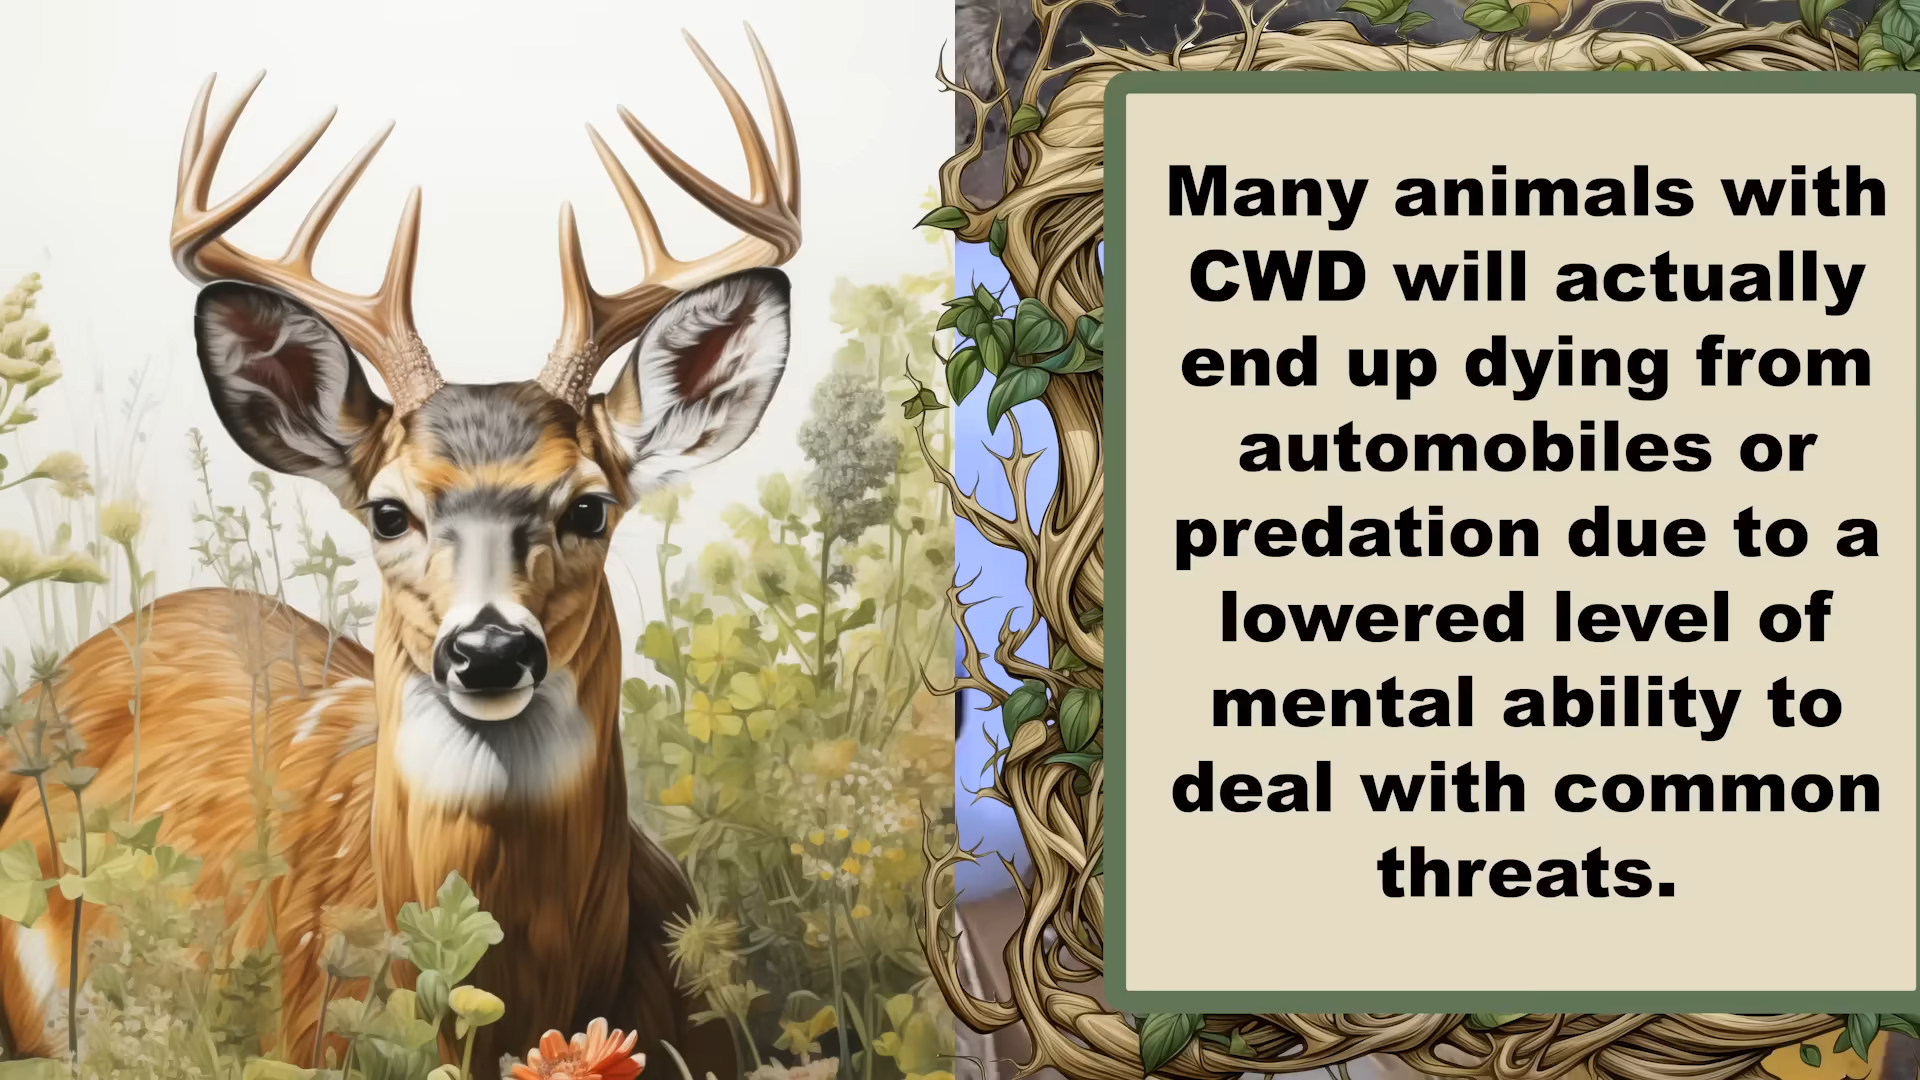 Many animals with
CWD will actually
end up dying from
automobiles or
predation due to a
lowered level of
mental ability to
deal with common
threats.